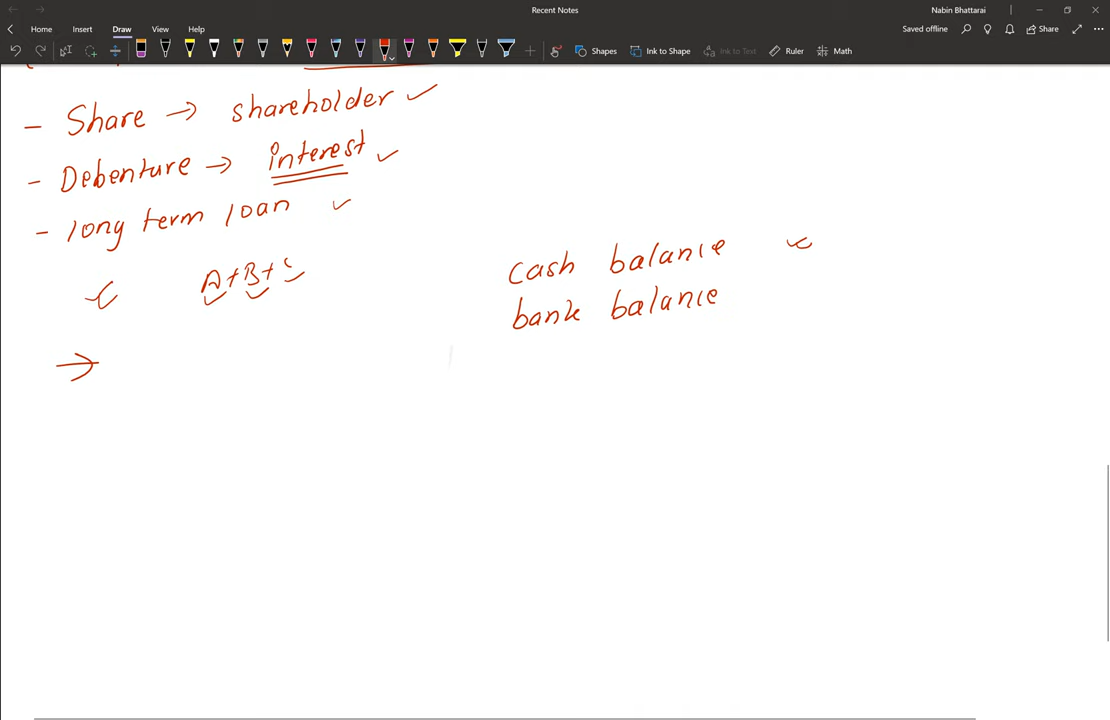 Recent Notes
Nabin Bhattarai
Home Insert Draw View Help
Saved offline
Share
Shapes
Ink to Shape
Ink to Text
Ruler
Math
- Share → shareholder ✓
- Debenture → interest ✓
- long term loan ✓
A+B+C
cash balance
bank balance
→